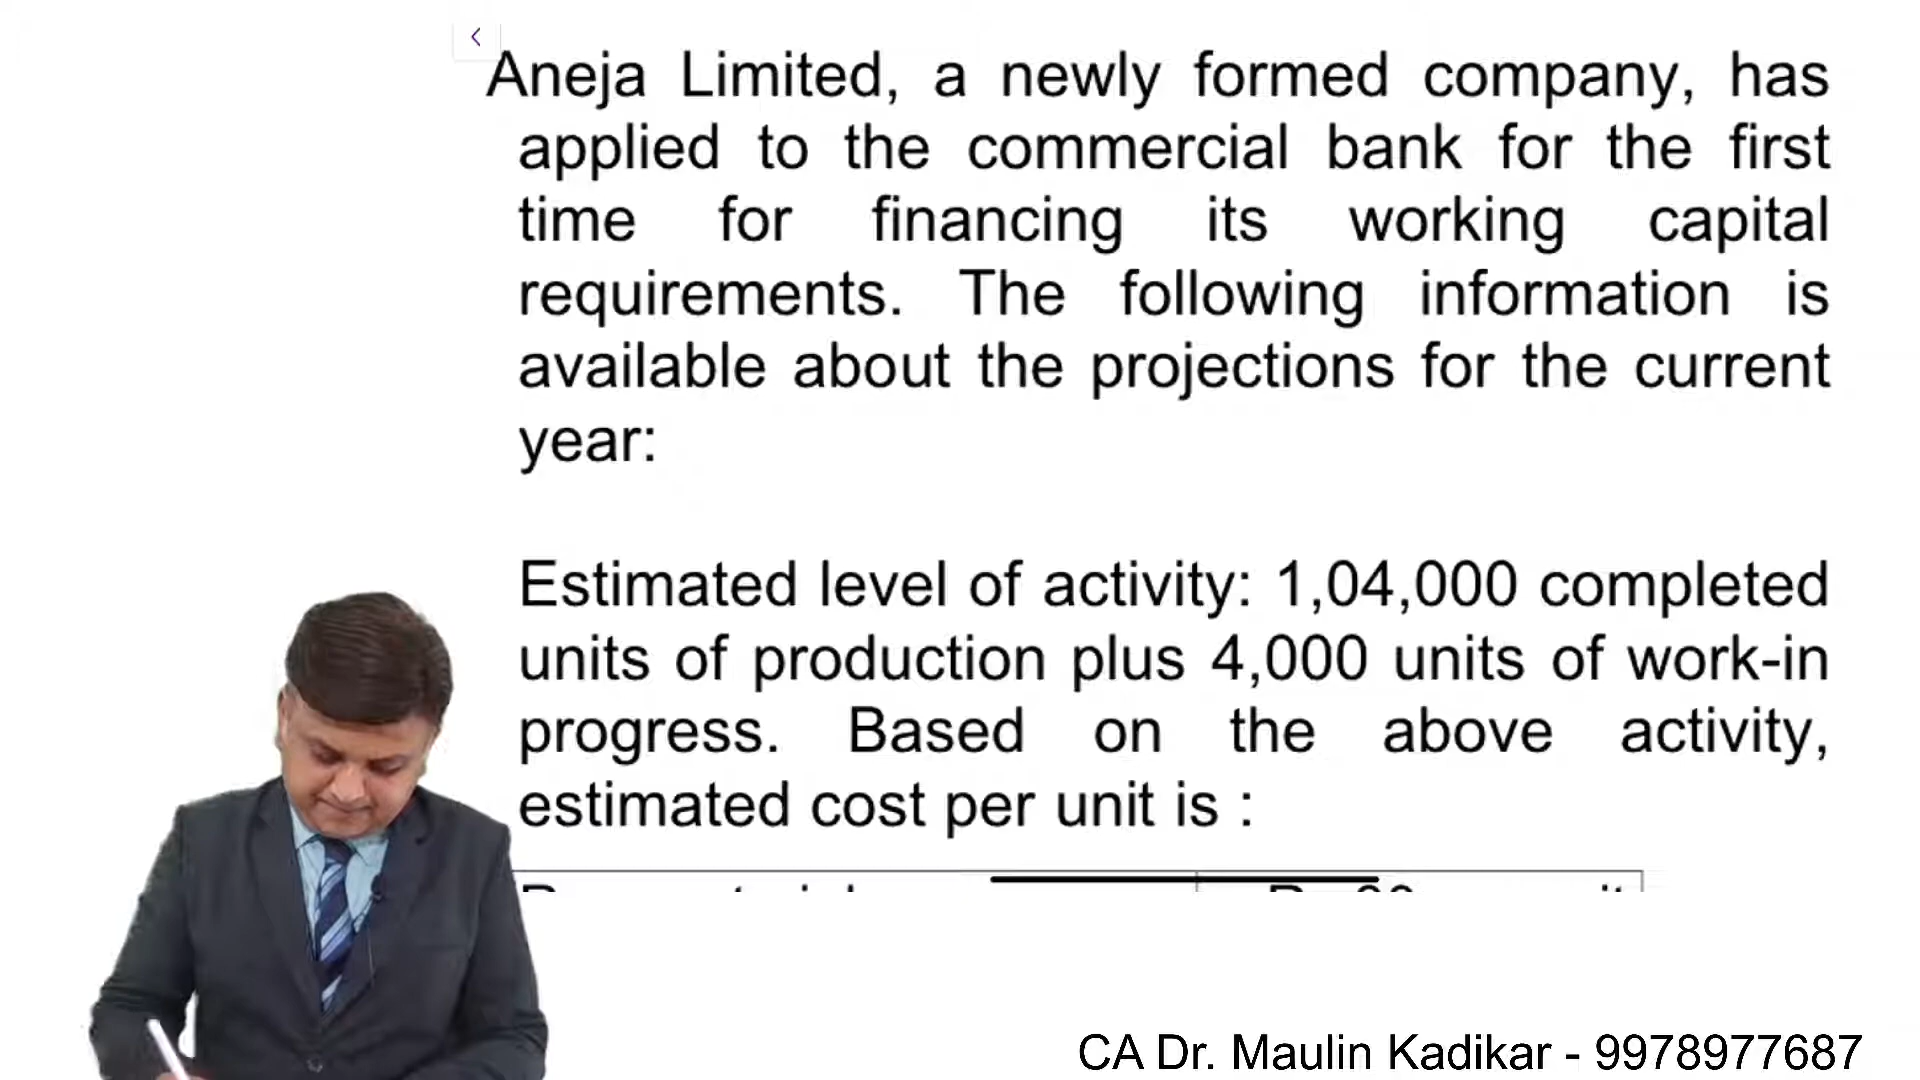 Aneja Limited, a newly formed company, has
applied to the commercial bank for the first
time for financing its working capital
requirements. The following information is
available about the projections for the current
year:
Estimated level of activity: 1,04,000 completed
units of production plus 4,000 units of work-in
progress. Based on the above activity,
estimated cost per unit is :
CA Dr. Maulin Kadikar - 9978977687